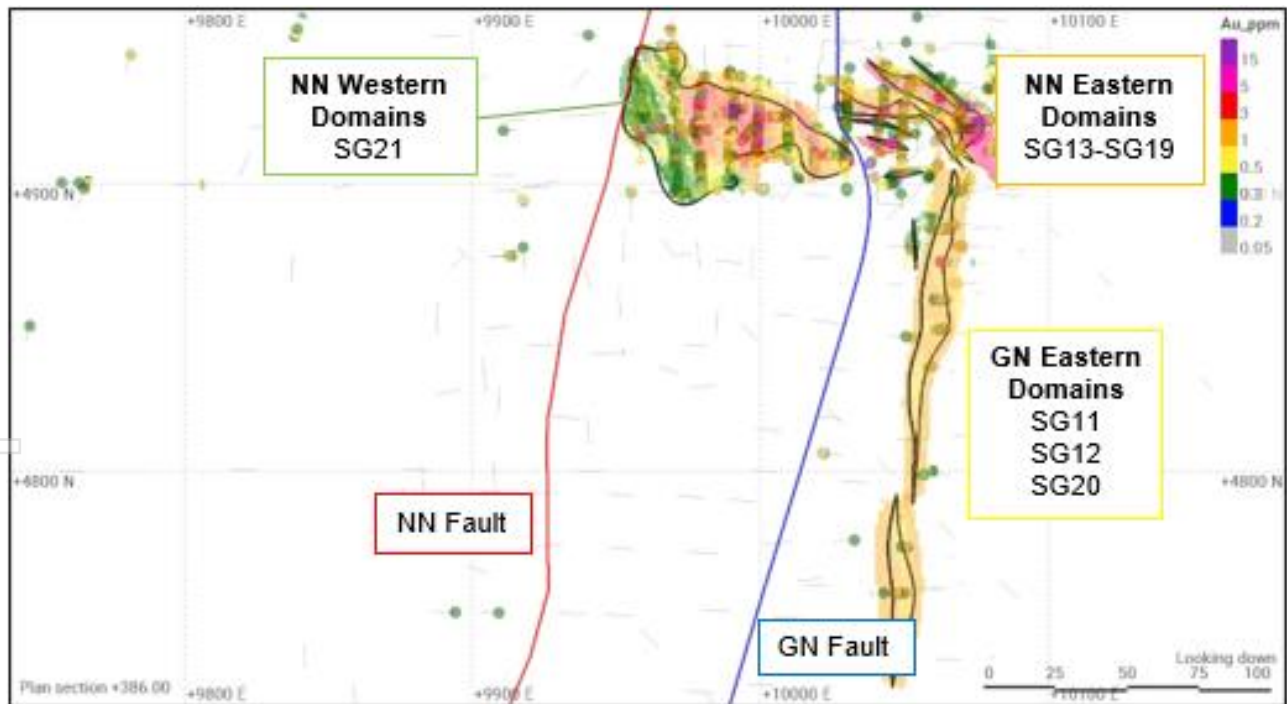 +9800 E
+9900 E
+10000 E
+10100 E
Au_ppm
15
5
3
1
0.5
0.3
0.2
0.05
NN Western
Domains
SG21
NN Eastern
Domains
SG13-SG19
+4900 N
GN Eastern
Domains
SG11
SG12
SG20
+4800 N
+4800 N
NN Fault
GN Fault
Looking down
0 25 50 75 100
Plan section +386.00
+9800 E
+9900 E
+10000 E
+10100 E